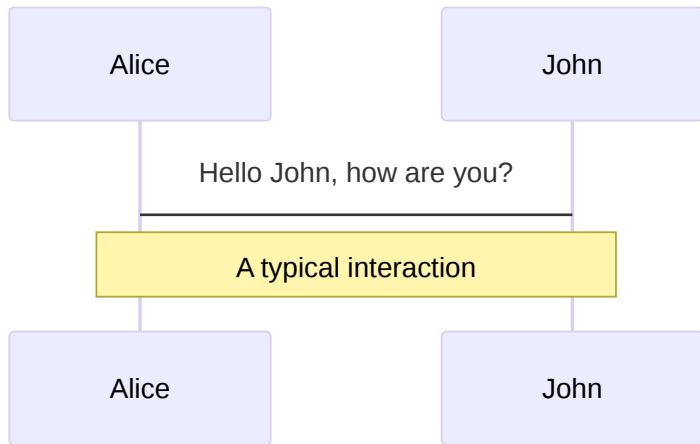 Alice
John
Hello John, how are you?
A typical interaction
Alice
John